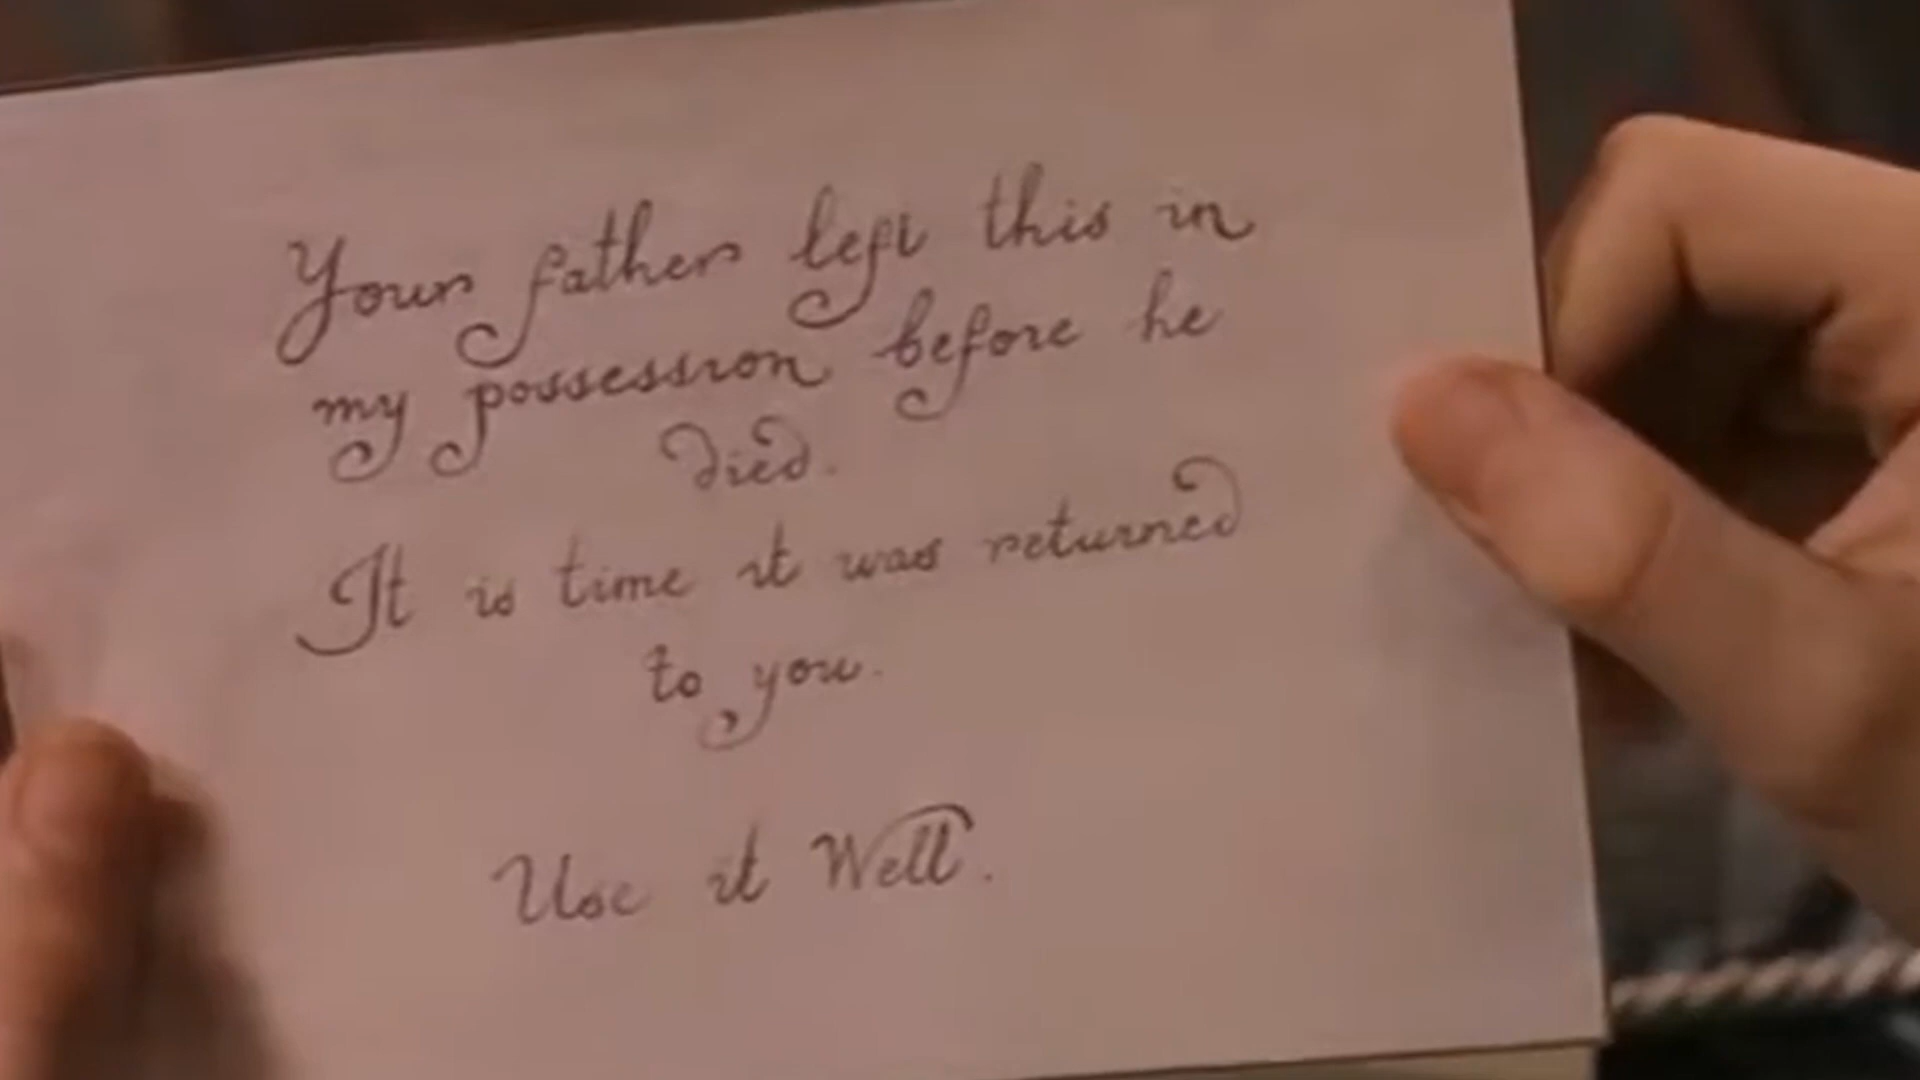 Your father left this in
my possession before he
died.
It is time it was returned
to you.
Use it Well.